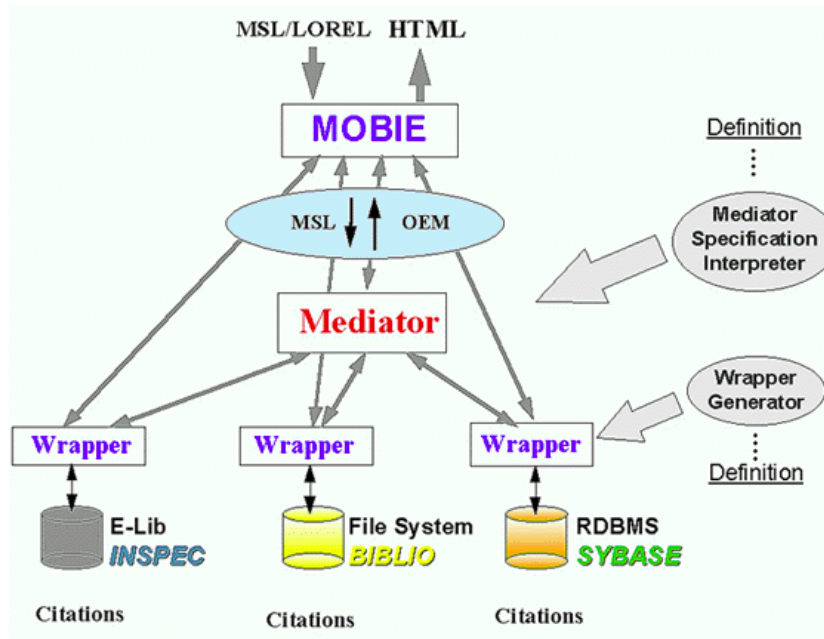 MSL/LOREL HTML
MOBIE
Definition
MSL OEM
Mediator
Specification
Interpreter
Mediator
Wrapper
Generator
Wrapper Wrapper Wrapper
Definition
E-Lib File System RDBMS
INSPEC BIBLIO SYBASE
Citations Citations Citations